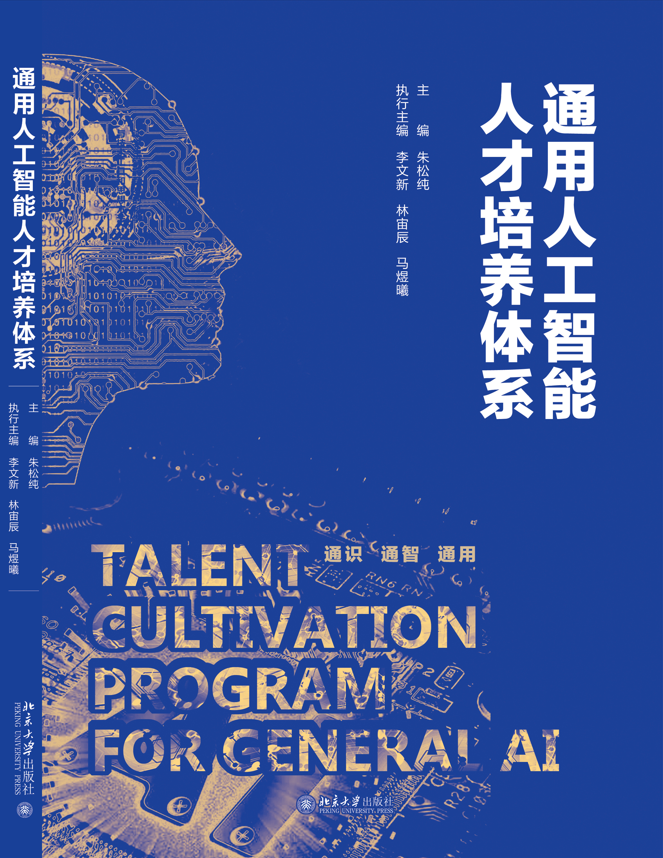 通用人工智能
人才培养体系
主 编 朱松纯
执行主编 李文新 林宙辰 马煜曦
通识 通智 通用
TALENT
CULTIVATION
PROGRAM
FOR GENERAL AI
北京大学出版社
PEKING UNIVERSITY PRESS
通用人工智能人才培养体系
主 编 朱松纯
执行主编 李文新 林宙辰 马煜曦
北京大学出版社
PEKING UNIVERSITY PRESS